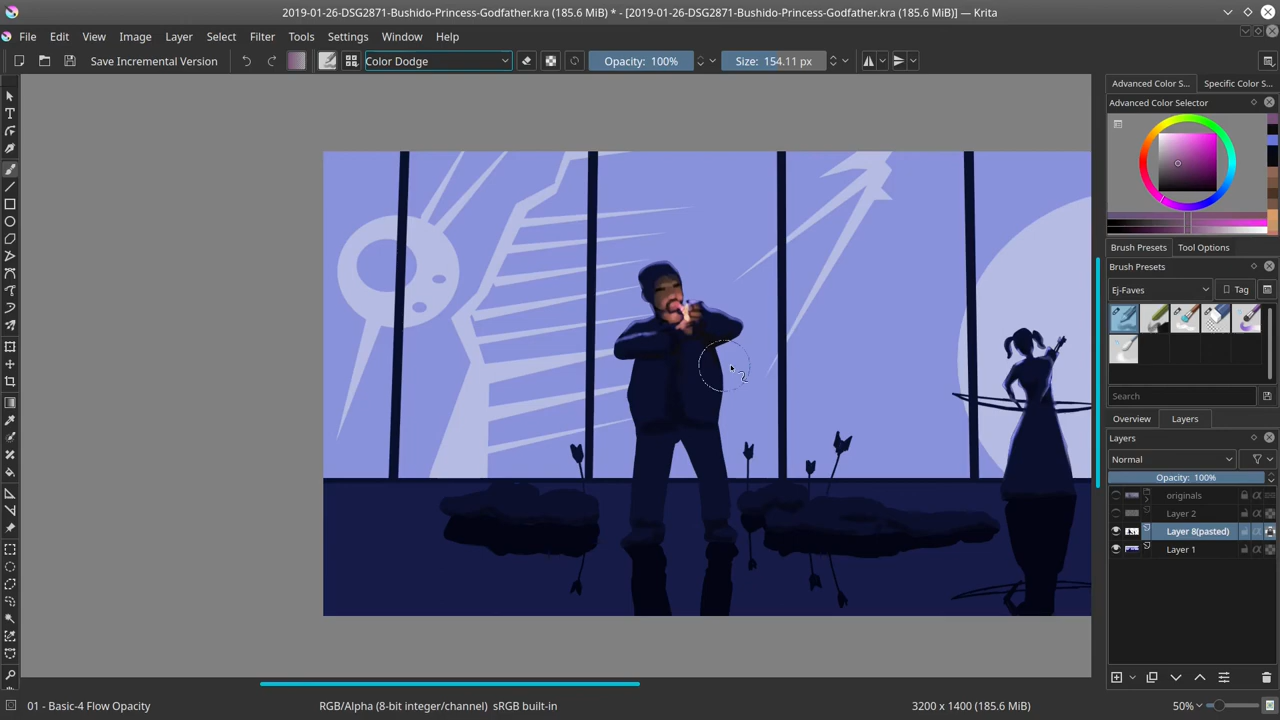 2019-01-26-DSG2871-Bushido-Princess-Godfather.kra (185.6 MiB) * - [2019-01-26-DSG2871-Bushido-Princess-Godfather.kra (185.6 MiB)] — Krita
File Edit View Image Layer Select Filter Tools Settings Window Help
Save Incremental Version Color Dodge Opacity: 100% Size: 154.11 px
Advanced Color S... Specific Color S...
Advanced Color Selector
Brush Presets Tool Options
Brush Presets
Ej-Faves Tag
Search
Overview Layers
Layers
Normal
Opacity: 100%
originals
Layer 2
Layer 8(pasted)
Layer 1
01 - Basic-4 Flow Opacity RGB/Alpha (8-bit integer/channel) sRGB built-in 3200 x 1400 (185.6 MiB) 50%